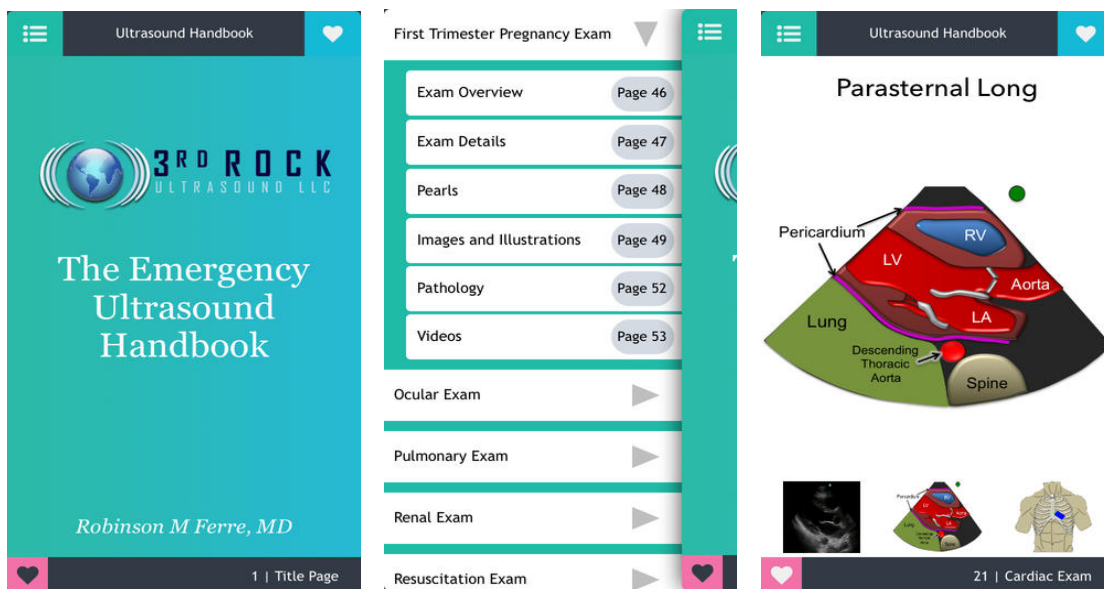 Ultrasound Handbook
3RD ROCK
ULTRASOUND LLC
The Emergency
Ultrasound
Handbook
Robinson M Ferre, MD
1 | Title Page
First Trimester Pregnancy Exam
Exam Overview Page 46
Exam Details Page 47
Pearls Page 48
Images and Illustrations Page 49
Pathology Page 52
Videos Page 53
Ocular Exam
Pulmonary Exam
Renal Exam
Resuscitation Exam
Ultrasound Handbook
Parasternal Long
Pericardium
RV
LV
Aorta
LA
Lung
Descending
Thoracic
Aorta
Spine
21 | Cardiac Exam